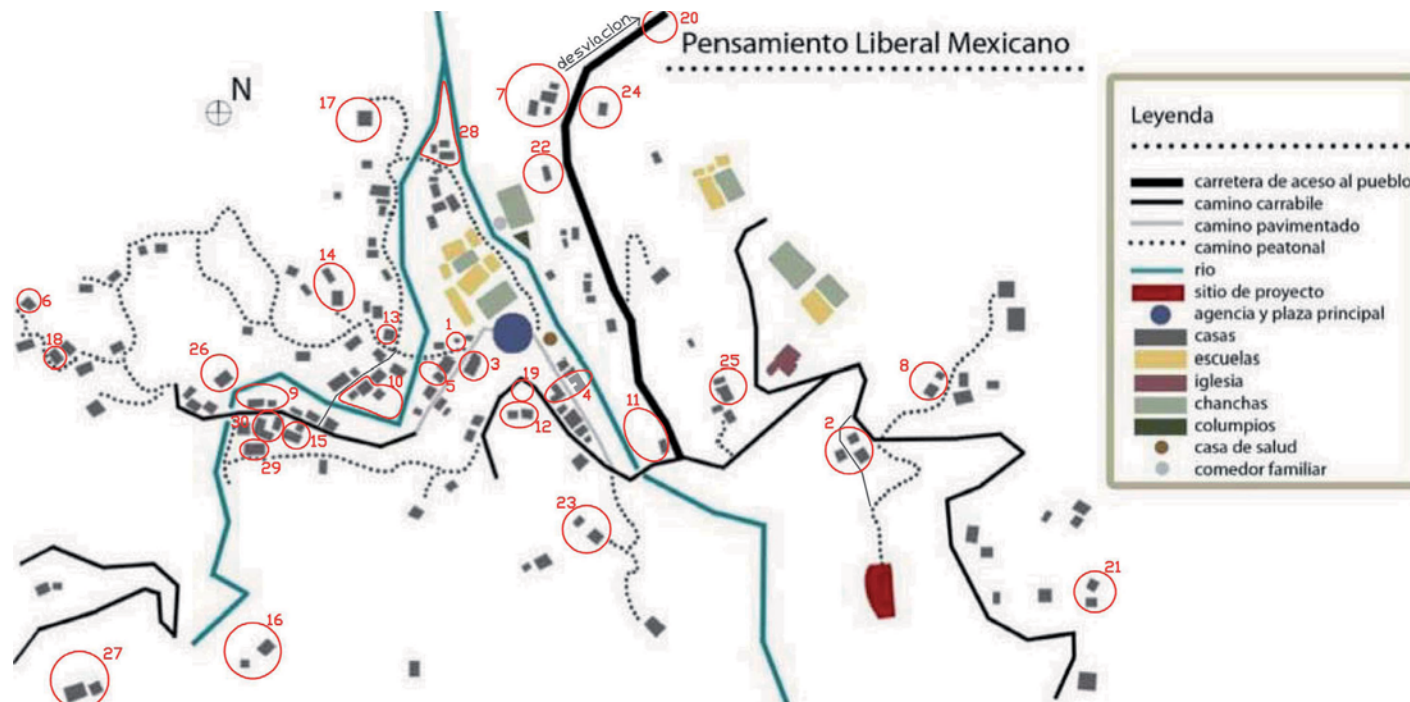 20
desviacion
Pensamiento Liberal Mexicano
N
17
7
24
28
22
Leyenda
carretera de aceso al pueblo
camino carrabile
camino pavimentado
camino peatonal
rio
sitio de proyecto
agencia y plaza principal
casas
escuelas
iglesia
chanchas
columpios
casa de salud
comedor familiar
14
6
13
1
18
26
3
5
19
4
25
8
9
10
11
12
2
30
15
29
23
21
16
27